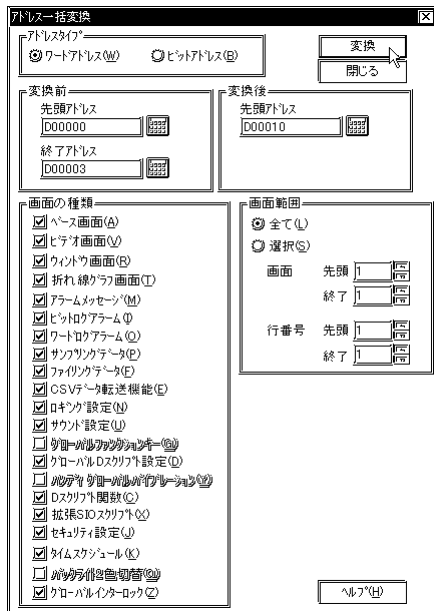 アドレス一括変換
アドレスタイプ
ワードアドレス(W) ビットアドレス(B)
変換
閉じる
変換前
先頭アドレス
D00000
終了アドレス
D00003
変換後
先頭アドレス
D00010
画面の種類
ベース画面(A)
ビデオ画面(V)
ウィンドウ画面(R)
折れ線グラフ画面(T)
アラームメッセージ(M)
ビットログアラーム(I)
ワードログアラーム(O)
サンプリングデータ(P)
ファイリングデータ(F)
CSVデータ転送機能(E)
ロギング設定(N)
サウンド設定(U)
グローバルファンクションキー(G)
グローバルDスクリプト設定(D)
ハンディ グローバルバイブレーション(Y)
Dスクリプト関数(C)
拡張SIOスクリプト(X)
セキュリティ設定(J)
タイムスケジュール(K)
バックライト2色切替(Q)
グローバルインターロック(Z)
画面範囲
全て(L)
選択(S)
画面 先頭 1
終了 1
行番号 先頭 1
終了 1
ヘルプ(H)